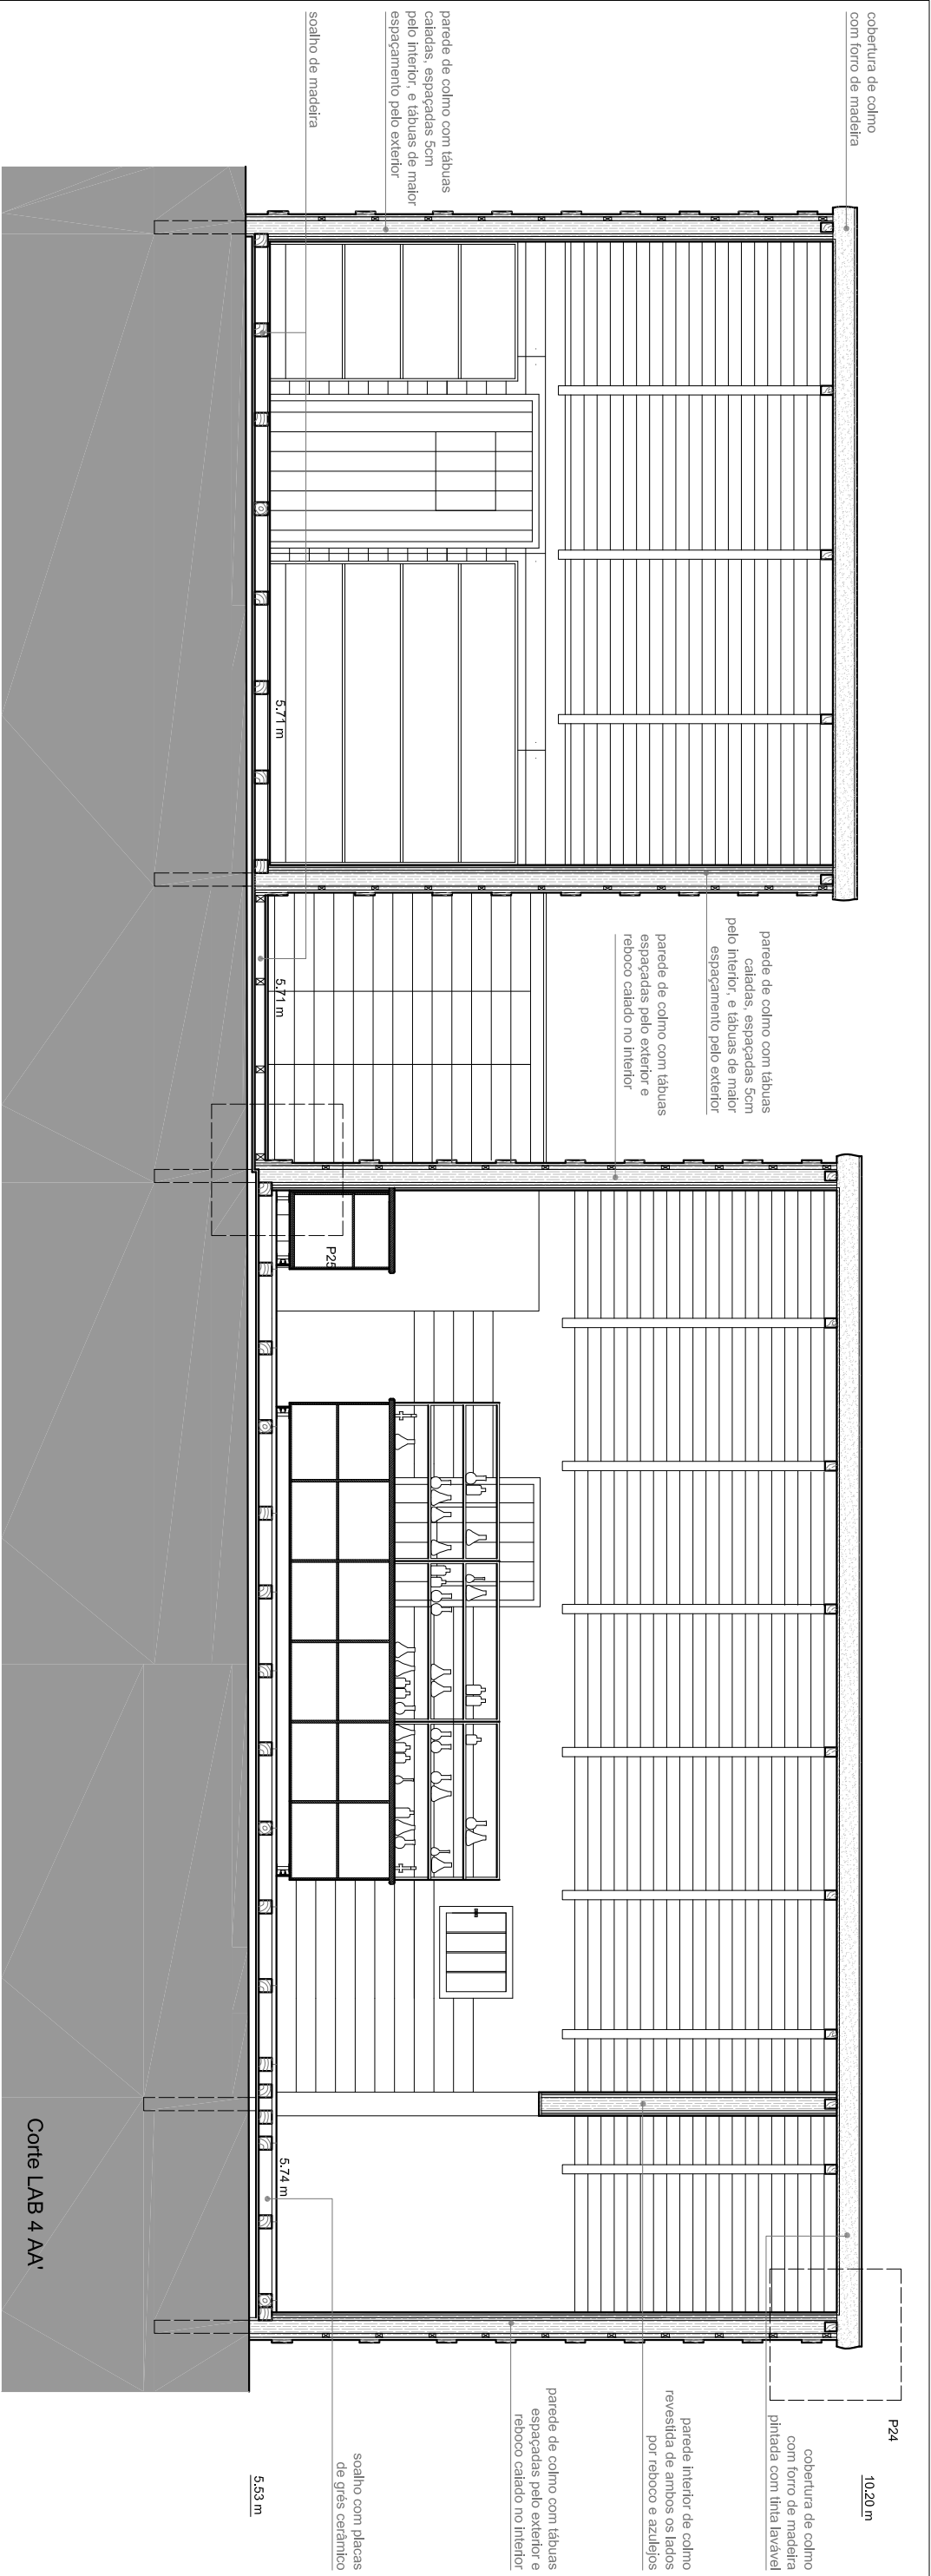 cobertura de colmo
com forro de madeira
parede de colmo com tábuas
caiadas, espaçadas 5cm
pelo interior, e tábuas de maior
espaçamento pelo exterior
soalho de madeira
parede de colmo com tábuas
caiadas, espaçadas 5cm
pelo interior, e tábuas de maior
espaçamento pelo exterior
parede de colmo com tábuas
espaçadas pelo exterior e
reboco caiado no interior
5.71 m
5.71 m
P25
5.74 m
P24
10.20 m
cobertura de colmo
com forro de madeira
pintada com tinta lavável
parede interior de colmo
revestida de ambos os lados
por reboco e azulejos
parede de colmo com tábuas
espaçadas pelo exterior e
reboco caiado no interior
soalho com placas
de grés cerâmico
5.53 m
Corte LAB 4 AA'